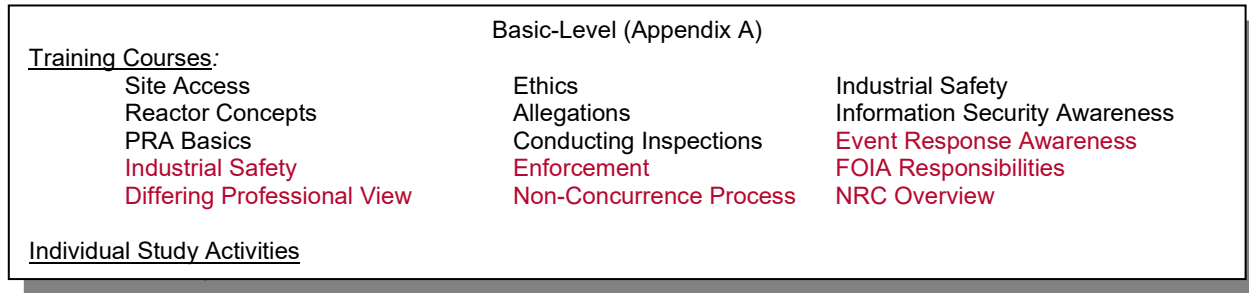 Basic-Level (Appendix A)
Training Courses:
Site Access Ethics Industrial Safety
Reactor Concepts Allegations Information Security Awareness
PRA Basics Conducting Inspections Event Response Awareness
Industrial Safety Enforcement FOIA Responsibilities
Differing Professional View Non-Concurrence Process NRC Overview
Individual Study Activities